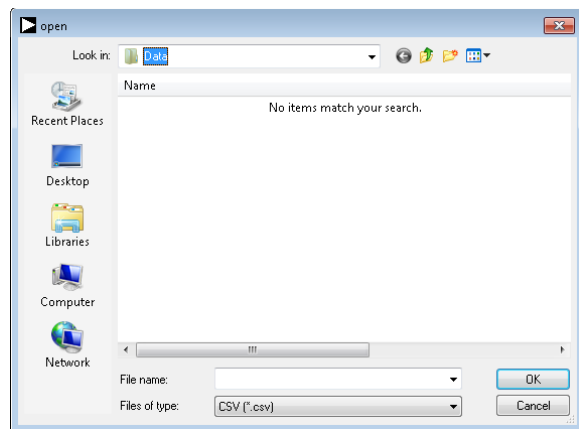 open
Look in:
Data
Name
No items match your search.
Recent Places
Desktop
Libraries
Computer
Network
File name:
OK
Files of type:
CSV (*.csv)
Cancel